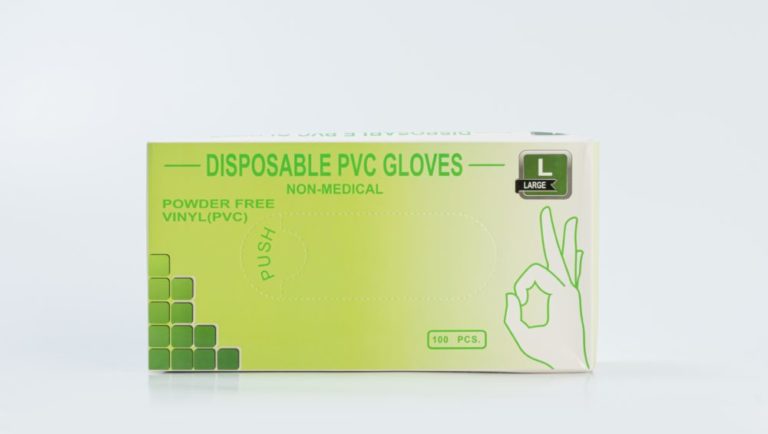 DISPOSABLE PVC GLOVES
NON-MEDICAL
L
LARGE
POWDER FREE
VINYL(PVC)
PUSH
100 PCS.